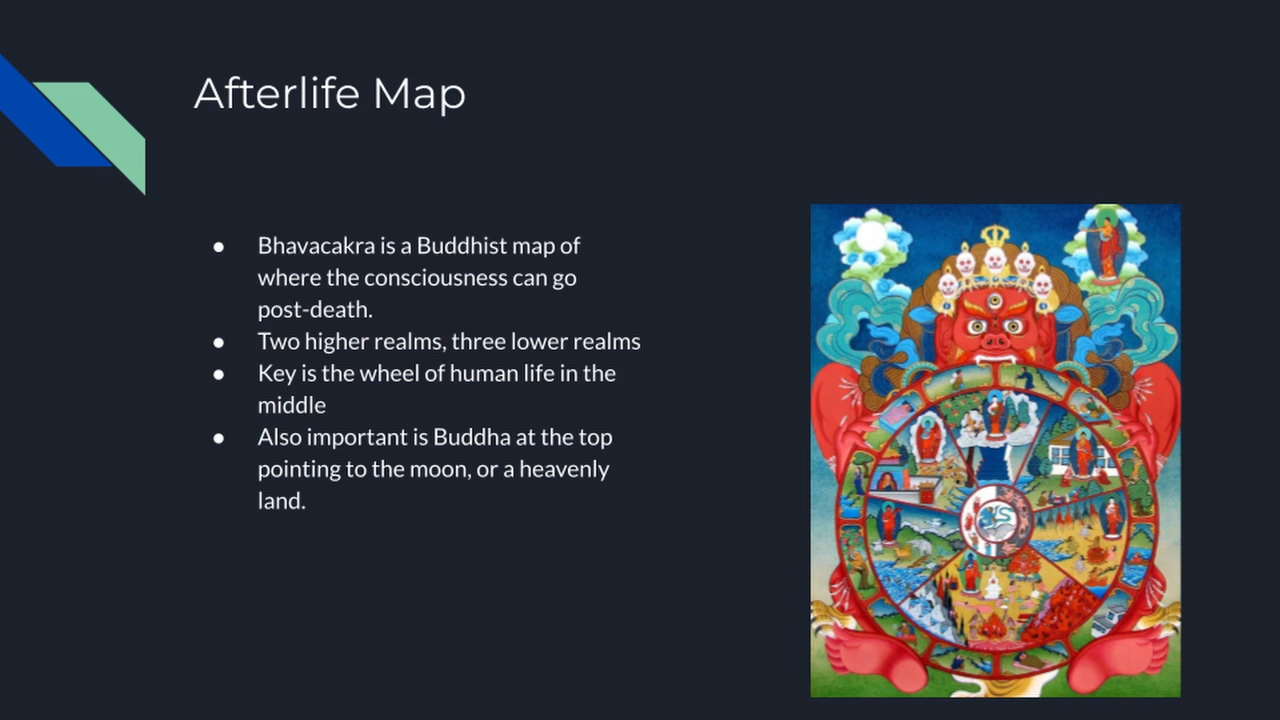 Afterlife Map
● Bhavacakra is a Buddhist map of
where the consciousness can go
post-death.
● Two higher realms, three lower realms
● Key is the wheel of human life in the
middle
● Also important is Buddha at the top
pointing to the moon, or a heavenly
land.